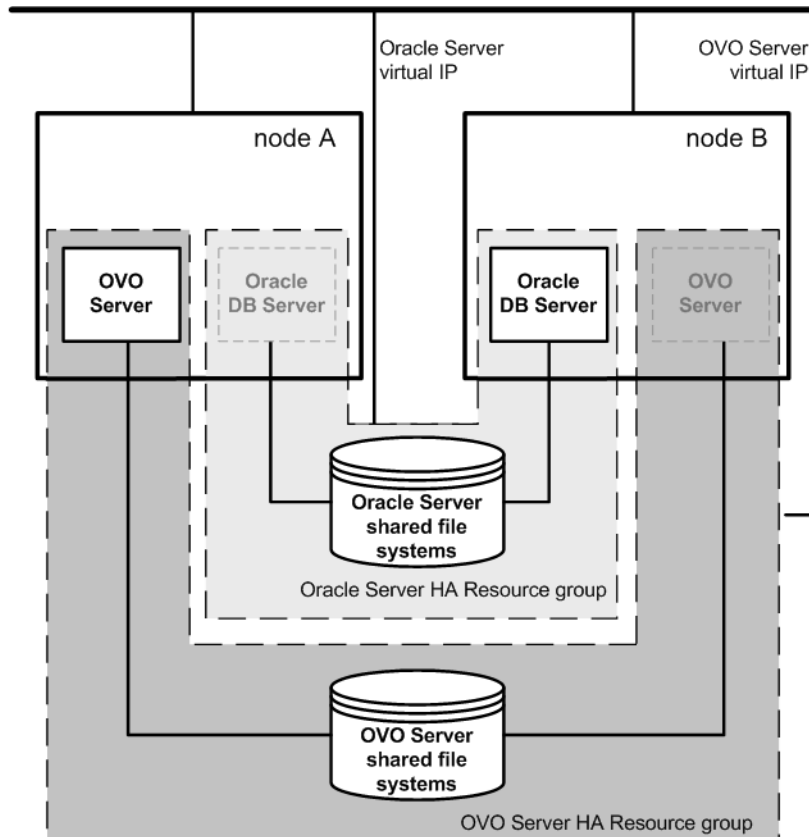 Oracle Server
virtual IP
OVO Server
virtual IP
node A
node B
OVO
Server
Oracle
DB Server
Oracle
DB Server
OVO
Server
Oracle Server
shared file
systems
Oracle Server HA Resource group
OVO Server
shared file
systems
OVO Server HA Resource group